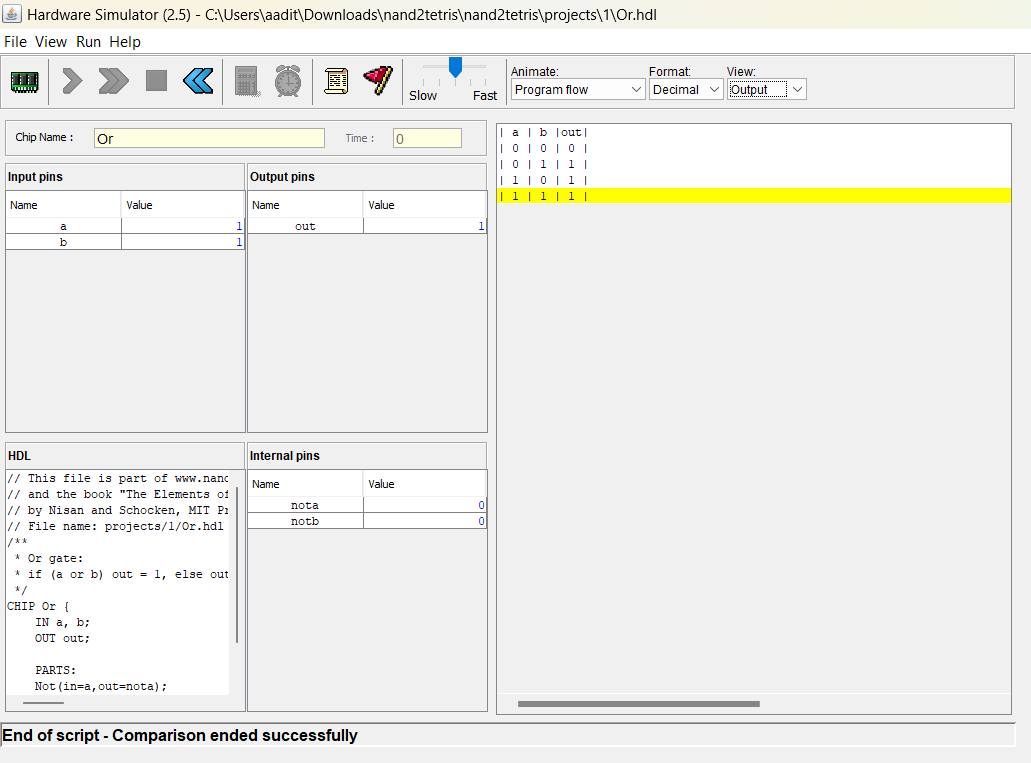 Hardware Simulator (2.5) - C:\Users\aadit\Downloads\nand2tetris\nand2tetris\projects\1\Or.hdl
File View Run Help
Slow Fast
Animate: Format: View:
Program flow Decimal Output
Chip Name : Or Time : 0
Input pins Output pins
Name Value Name Value
a 1 out 1
b 1
| a | b |out|
| 0 | 0 | 0 |
| 0 | 1 | 1 |
| 1 | 0 | 1 |
| 1 | 1 | 1 |
HDL
// This file is part of www.nand
// and the book "The Elements of
// by Nisan and Schocken, MIT Pr
// File name: projects/1/Or.hdl
/**
* Or gate:
* if (a or b) out = 1, else out
*/
CHIP Or {
IN a, b;
OUT out;
PARTS:
Not(in=a,out=nota);
Internal pins
Name Value
nota 0
notb 0
End of script - Comparison ended successfully